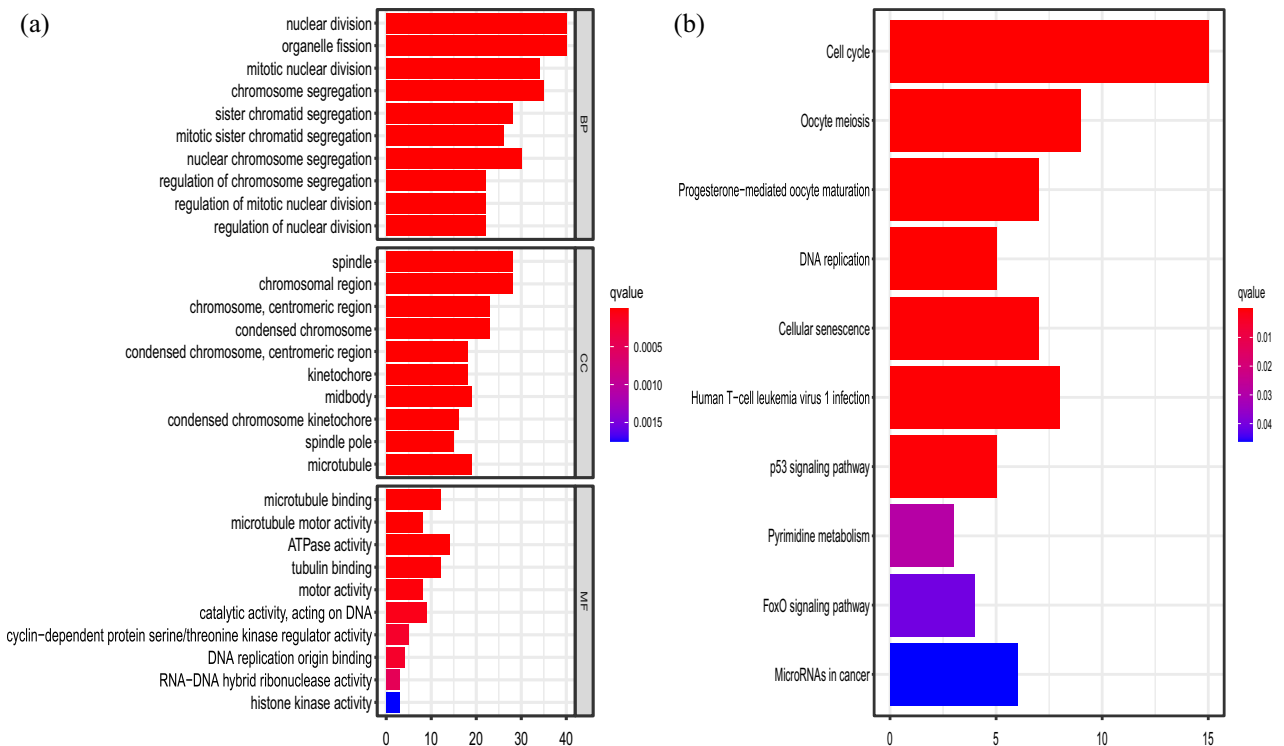 (a)
nuclear division
organelle fission
mitotic nuclear division
chromosome segregation
sister chromatid segregation
mitotic sister chromatid segregation
nuclear chromosome segregation
regulation of chromosome segregation
regulation of mitotic nuclear division
regulation of nuclear division
BP
spindle
chromosomal region
chromosome, centromeric region
condensed chromosome
condensed chromosome, centromeric region
kinetochore
midbody
condensed chromosome kinetochore
spindle pole
microtubule
CC
microtubule binding
microtubule motor activity
ATPase activity
tubulin binding
motor activity
catalytic activity, acting on DNA
cyclin−dependent protein serine/threonine kinase regulator activity
DNA replication origin binding
RNA−DNA hybrid ribonuclease activity
histone kinase activity
MF
0 10 20 30 40
qvalue
0.0005
0.0010
0.0015
(b)
Cell cycle
Oocyte meiosis
Progesterone−mediated oocyte maturation
DNA replication
Cellular senescence
Human T−cell leukemia virus 1 infection
p53 signaling pathway
Pyrimidine metabolism
FoxO signaling pathway
MicroRNAs in cancer
0 5 10 15
qvalue
0.01
0.02
0.03
0.04